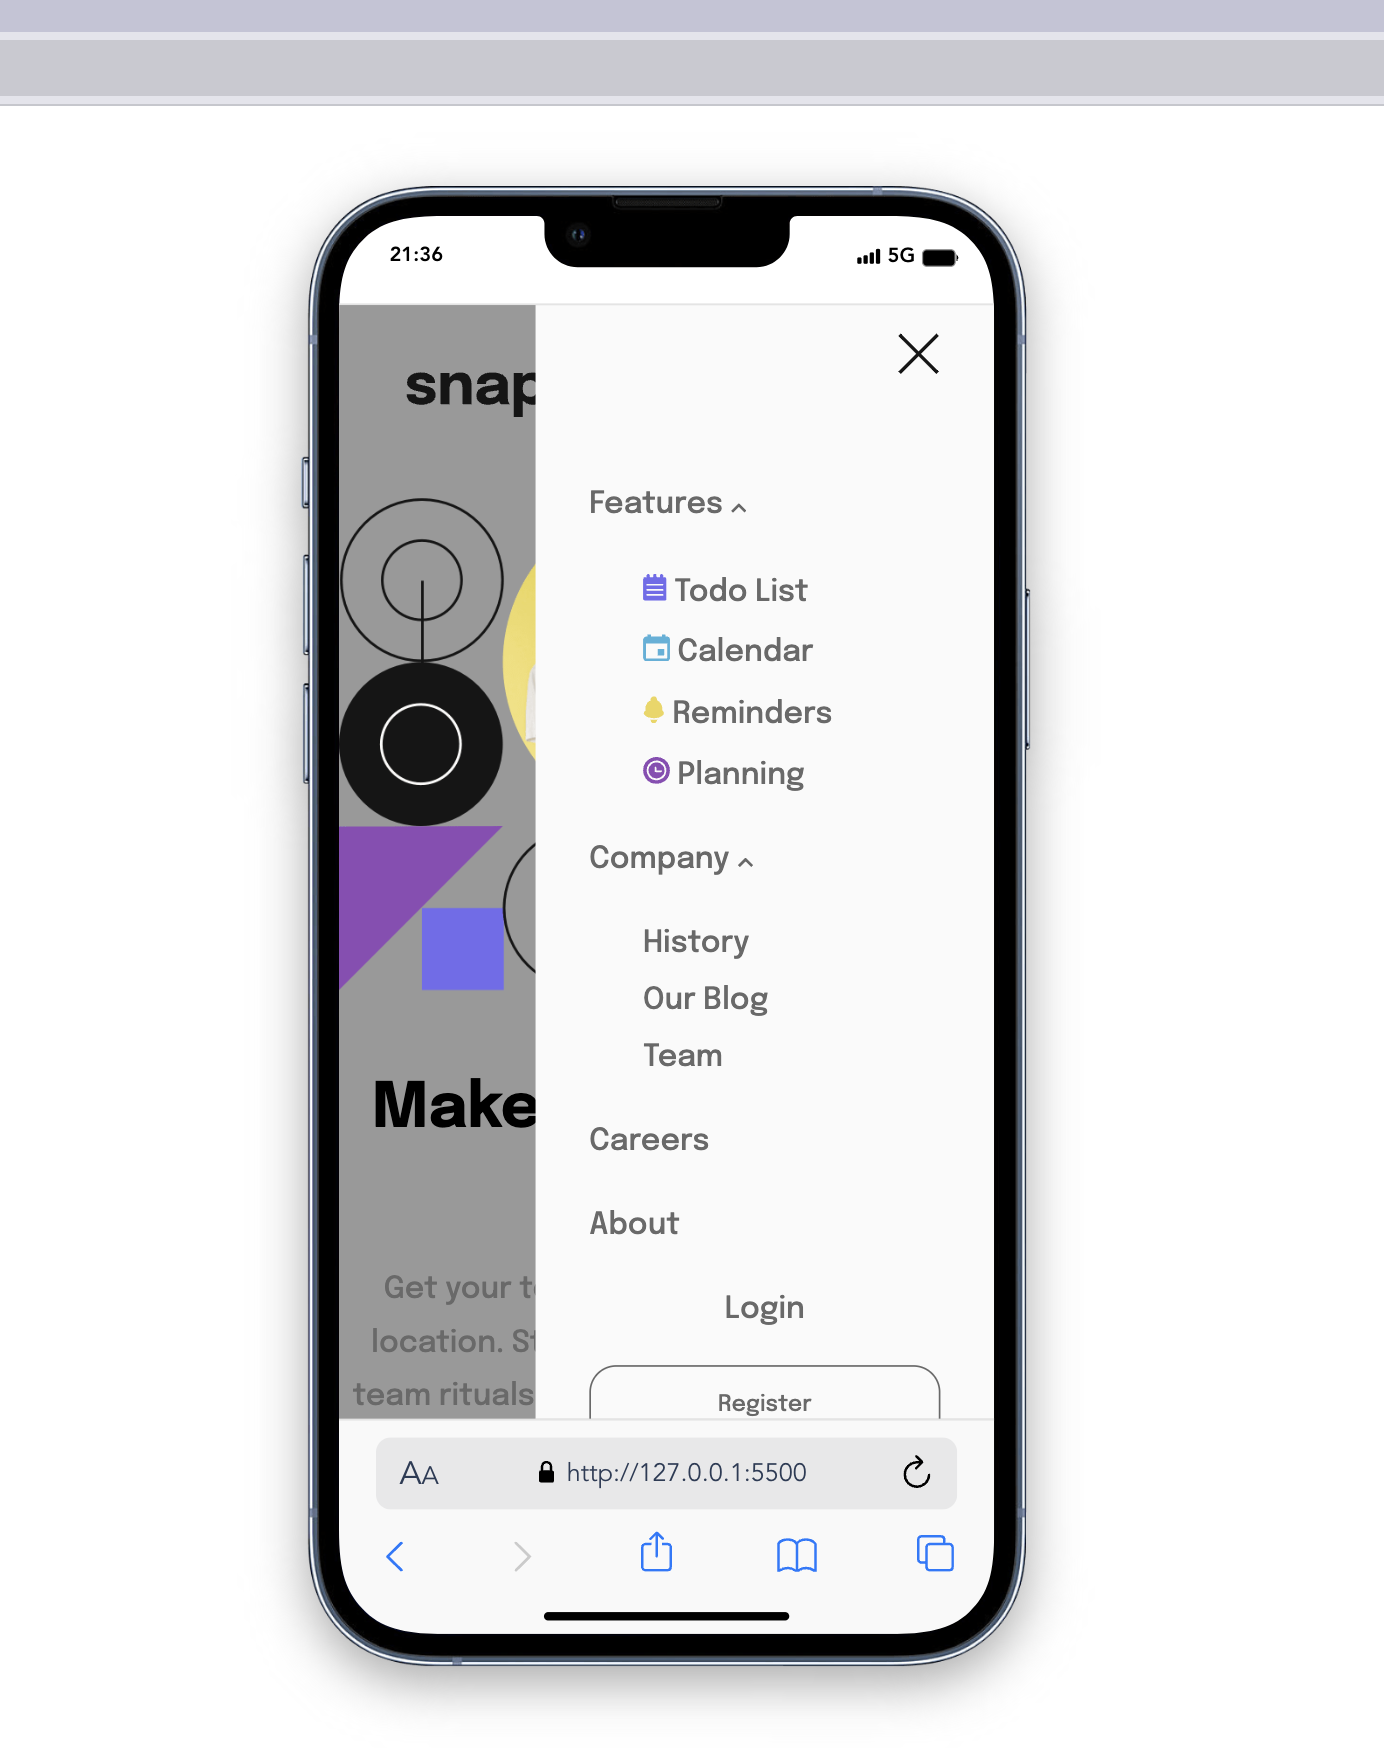 21:36
5G
snap
Features
Todo List
Calendar
Reminders
Planning
Company
History
Our Blog
Team
Careers
About
Login
Register
Make
Get your t
location. St
team rituals
AA
http://127.0.0.1:5500